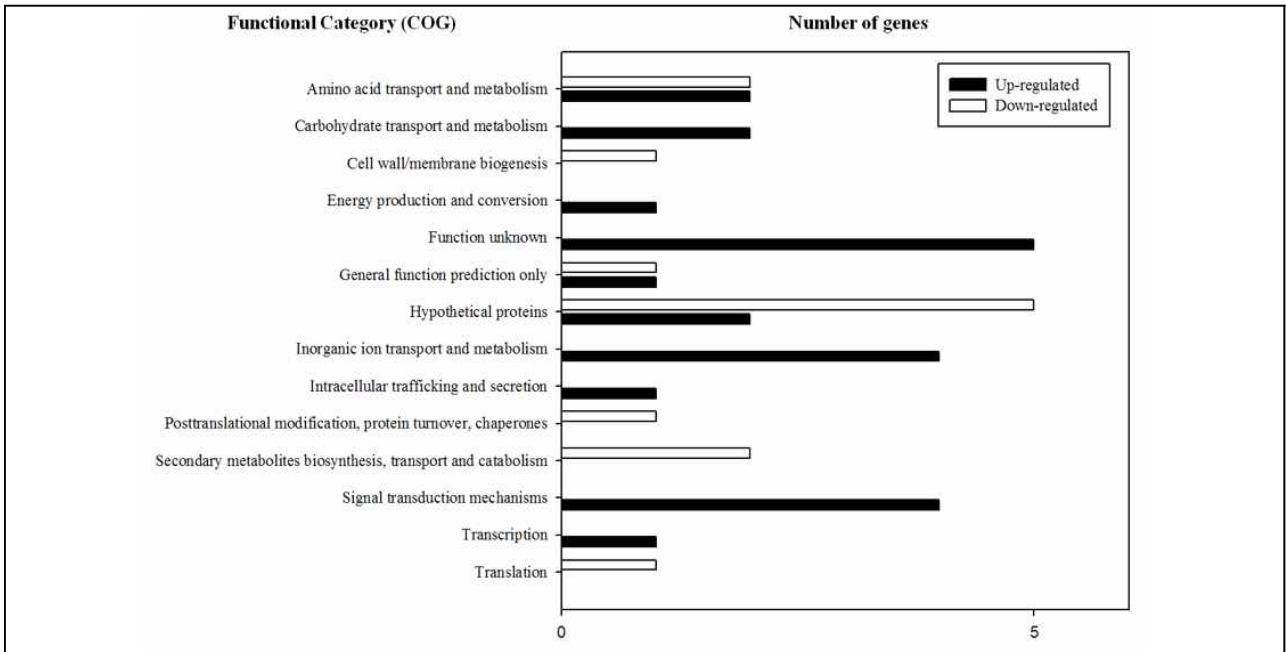 Functional Category (COG)
Number of genes
Up-regulated
Down-regulated
Amino acid transport and metabolism
Carbohydrate transport and metabolism
Cell wall/membrane biogenesis
Energy production and conversion
Function unknown
General function prediction only
Hypothetical proteins
Inorganic ion transport and metabolism
Intracellular trafficking and secretion
Posttranslational modification, protein turnover, chaperones
Secondary metabolites biosynthesis, transport and catabolism
Signal transduction mechanisms
Transcription
Translation
0
5